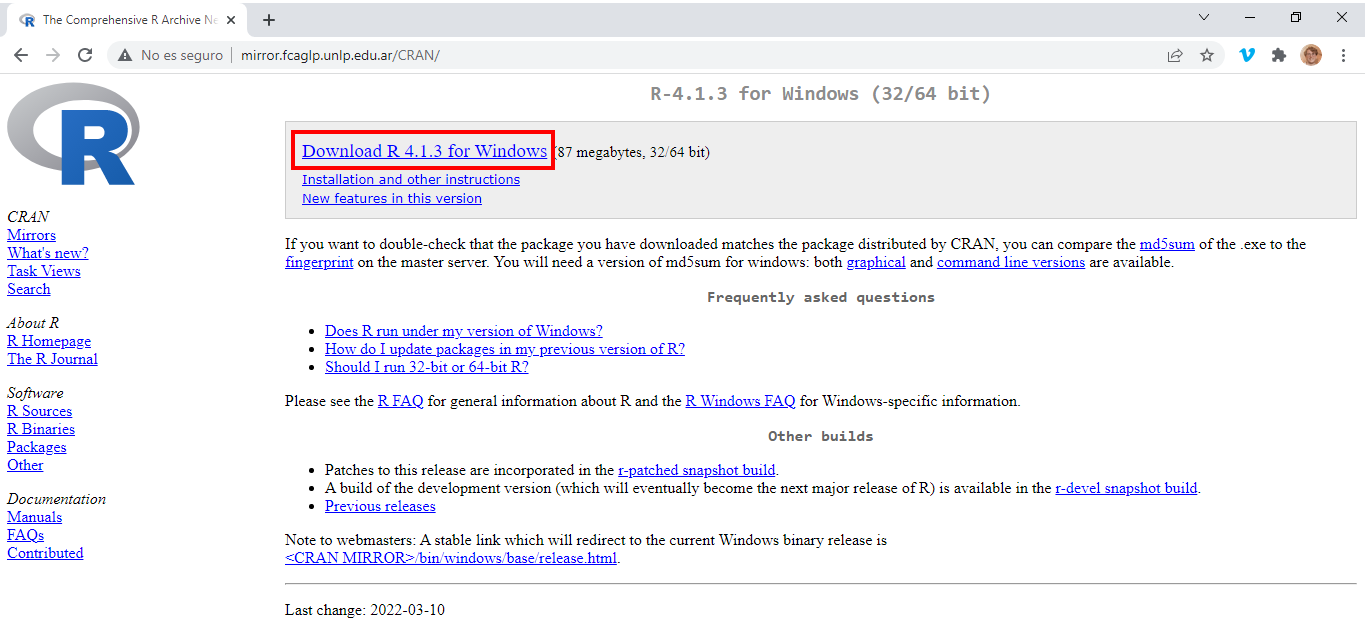 The Comprehensive R Archive Ne
No es seguro
mirror.fcaglp.unlp.edu.ar/CRAN/
R
CRAN
Mirrors
What's new?
Task Views
Search
About R
R Homepage
The R Journal
Software
R Sources
R Binaries
Packages
Other
Documentation
Manuals
FAQs
Contributed
R-4.1.3 for Windows (32/64 bit)
Download R 4.1.3 for Windows (87 megabytes, 32/64 bit)
Installation and other instructions
New features in this version
If you want to double-check that the package you have downloaded matches the package distributed by CRAN, you can compare the md5sum of the .exe to the
fingerprint on the master server. You will need a version of md5sum for windows: both graphical and command line versions are available.
Frequently asked questions
Does R run under my version of Windows?
How do I update packages in my previous version of R?
Should I run 32-bit or 64-bit R?
Please see the R FAQ for general information about R and the R Windows FAQ for Windows-specific information.
Other builds
Patches to this release are incorporated in the r-patched snapshot build.
A build of the development version (which will eventually become the next major release of R) is available in the r-devel snapshot build.
Previous releases
Note to webmasters: A stable link which will redirect to the current Windows binary release is
<CRAN MIRROR>/bin/windows/base/release.html.
Last change: 2022-03-10